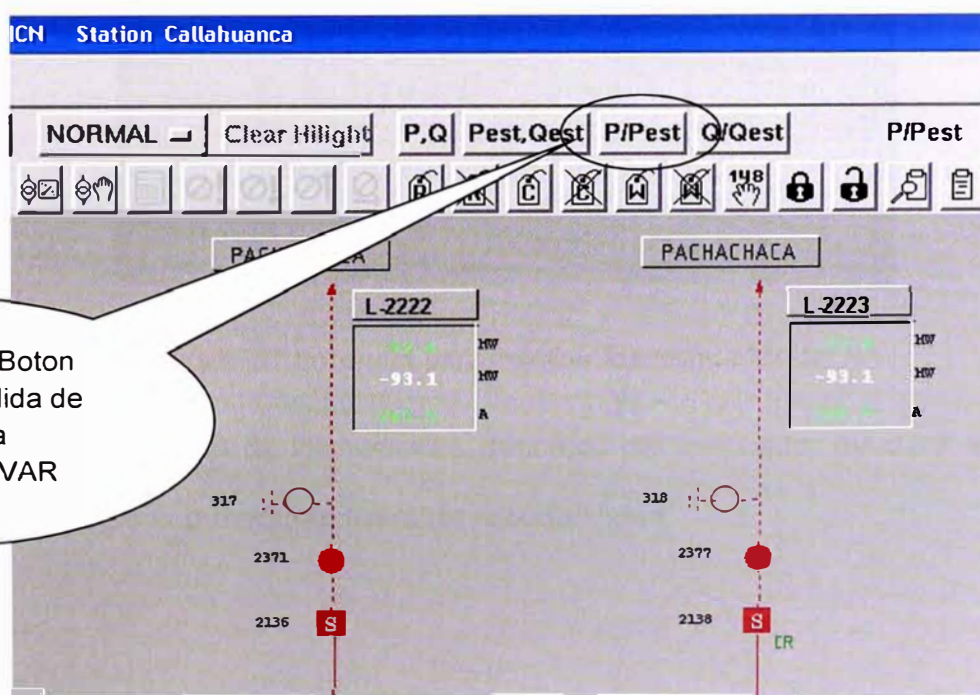 ICN Station Callahuanca
NORMAL Clear Hilight P,Q Pest,Qest P/Pest Q/Qest P/Pest
R C C W W 148
PACHACHACA
L-2222
MW
-93.1 MW
A
317
2371
2136 S
PACHACHACA
L-2223
MW
-93.1 MW
A
318
2377
2138 S
CR
Boton
dida de
a
VAR